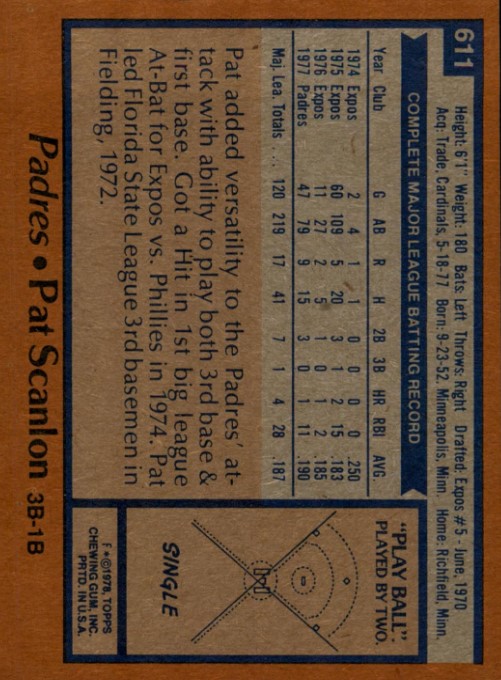 611
Height: 6'1" Weight: 180 Bats: Left Throws: Right Drafted: Expos #5 - June, 1970
Acq: Trade, Cardinals, 5-18-77 Born: 9-23-52, Minneapolis, Minn. Home: Richfield, Minn.
COMPLETE MAJOR LEAGUE BATTING RECORD
Year Club G AB R H 2B 3B HR RBI AVG.
1974 Expos 2 4 1 1 0 0 0 0 .250
1975 Expos 60 109 5 20 3 1 2 15 .183
1976 Expos 11 27 2 5 1 0 1 2 .185
1977 Padres 47 79 9 15 3 0 1 11 .190
Maj. Lea. Totals . . . 120 219 17 41 7 1 4 28 .187
Pat added versatility to the Padres' at-
tack with ability to play both 3rd base &
first base. Got a Hit in 1st big league
At-Bat for Expos vs. Phillies in 1974. Pat
led Florida State League 3rd basemen in
Fielding, 1972.
"PLAY BALL"
PLAYED BY TWO.
SINGLE
F•©1978, TOPPS
CHEWING GUM, INC.
PRTD. IN U.S.A.
Padres • Pat Scanlon 3B-1B